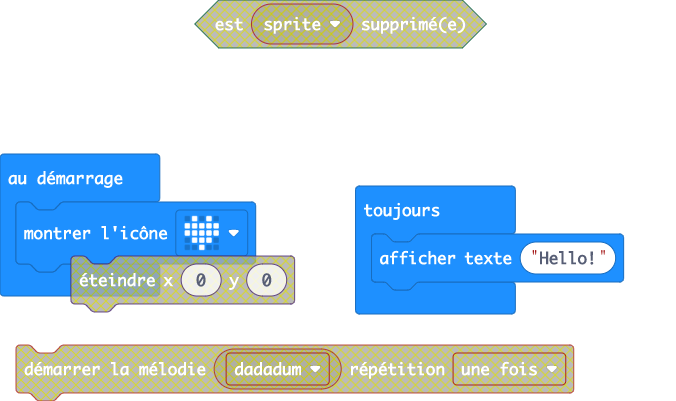 est sprite supprimé(e)
au démarrage
montrer l'icône
éteindre x 0 y 0
toujours
afficher texte "Hello!"
démarrer la mélodie dadadum répétition une fois